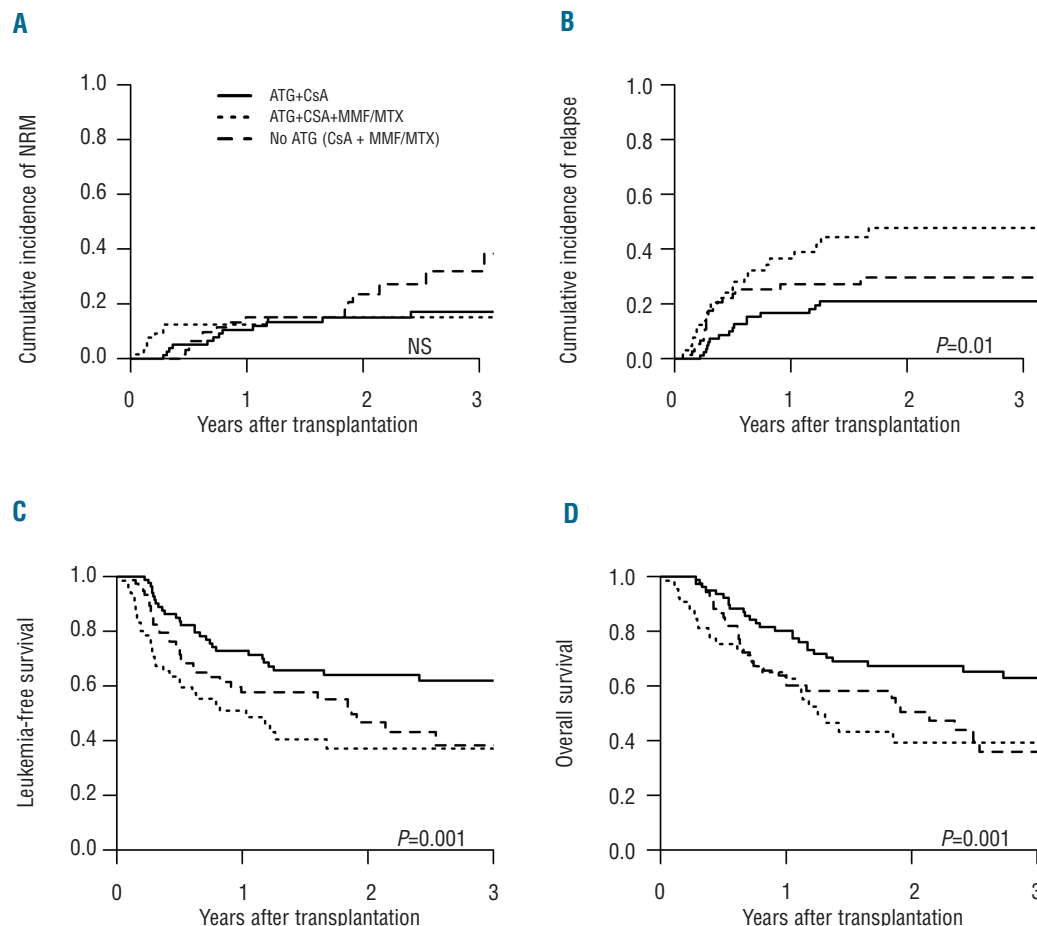 A
Cumulative incidence of NRM
1.0
0.8
0.6
0.4
0.2
0.0
ATG+CsA
ATG+CSA+MMF/MTX
No ATG (CsA + MMF/MTX)
NS
0 1 2 3
Years after transplantation
B
Cumulative incidence of relapse
1.0
0.8
0.6
0.4
0.2
0.0
P=0.01
0 1 2 3
Years after transplantation
C
Leukemia-free survival
1.0
0.8
0.6
0.4
0.2
0.0
P=0.001
0 1 2 3
Years after transplantation
D
Overall survival
1.0
0.8
0.6
0.4
0.2
0.0
P=0.001
0 1 2 3
Years after transplantation